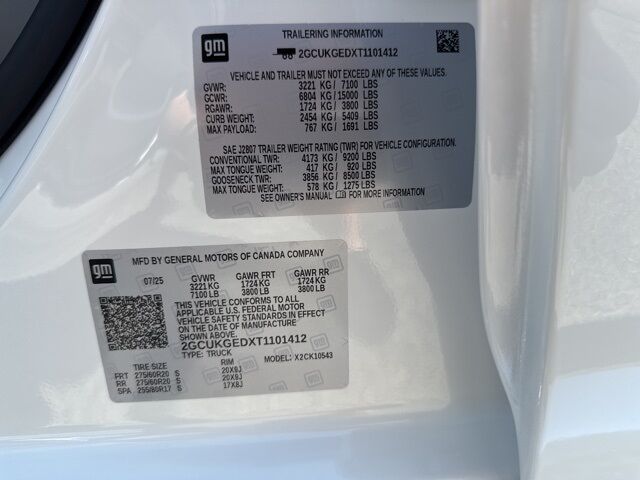 gm
TRAILERING INFORMATION
2GCUKGEDXT1101412
VEHICLE AND TRAILER MUST NOT EXCEED ANY OF THESE VALUES.
GVWR: 3221 KG / 7100 LBS
GCWR: 6804 KG / 15000 LBS
RGAWR: 1724 KG / 3800 LBS
CURB WEIGHT: 2454 KG / 5409 LBS
MAX PAYLOAD: 767 KG / 1691 LBS
SAE J2807 TRAILER WEIGHT RATING (TWR) FOR VEHICLE CONFIGURATION.
CONVENTIONAL TWR: 4173 KG / 9200 LBS
MAX TONGUE WEIGHT: 417 KG / 920 LBS
GOOSENECK TWR: 3856 KG / 8500 LBS
MAX TONGUE WEIGHT: 578 KG / 1275 LBS
SEE OWNER'S MANUAL FOR MORE INFORMATION
gm
MFD BY GENERAL MOTORS OF CANADA COMPANY
07/25 GVWR GAWR FRT GAWR RR
3221 KG 1724 KG 1724 KG
7100 LB 3800 LB 3800 LB
THIS VEHICLE CONFORMS TO ALL
APPLICABLE U.S. FEDERAL MOTOR
VEHICLE SAFETY STANDARDS IN EFFECT
ON THE DATE OF MANUFACTURE
SHOWN ABOVE.
2GCUKGEDXT1101412
TYPE: TRUCK MODEL: X2CK10543
TIRE SIZE RIM
FRT 275/60R20 S 20X9J
RR 275/60R20 S 20X9J
SPA 255/80R17 S 17X8J